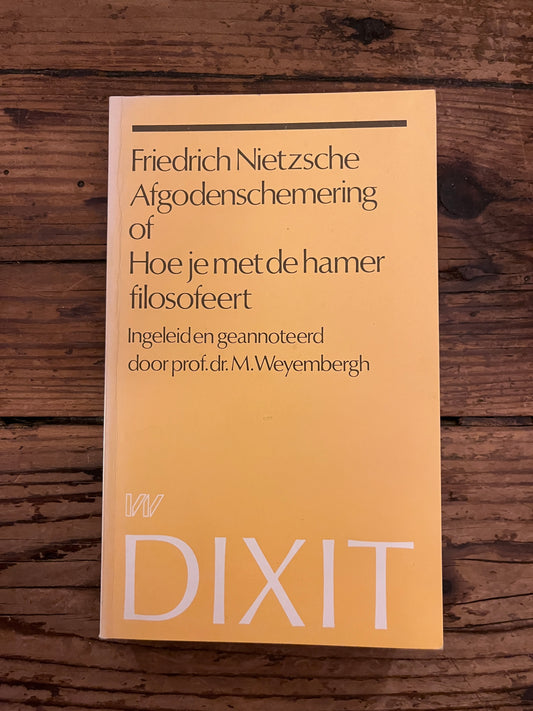 Friedrich Nietzsche
Afgodenschemering
of
Hoe je met de hamer
filosofeert
Ingeleid en geannoteerd
door prof. dr. M. Weyembergh
DIXIT